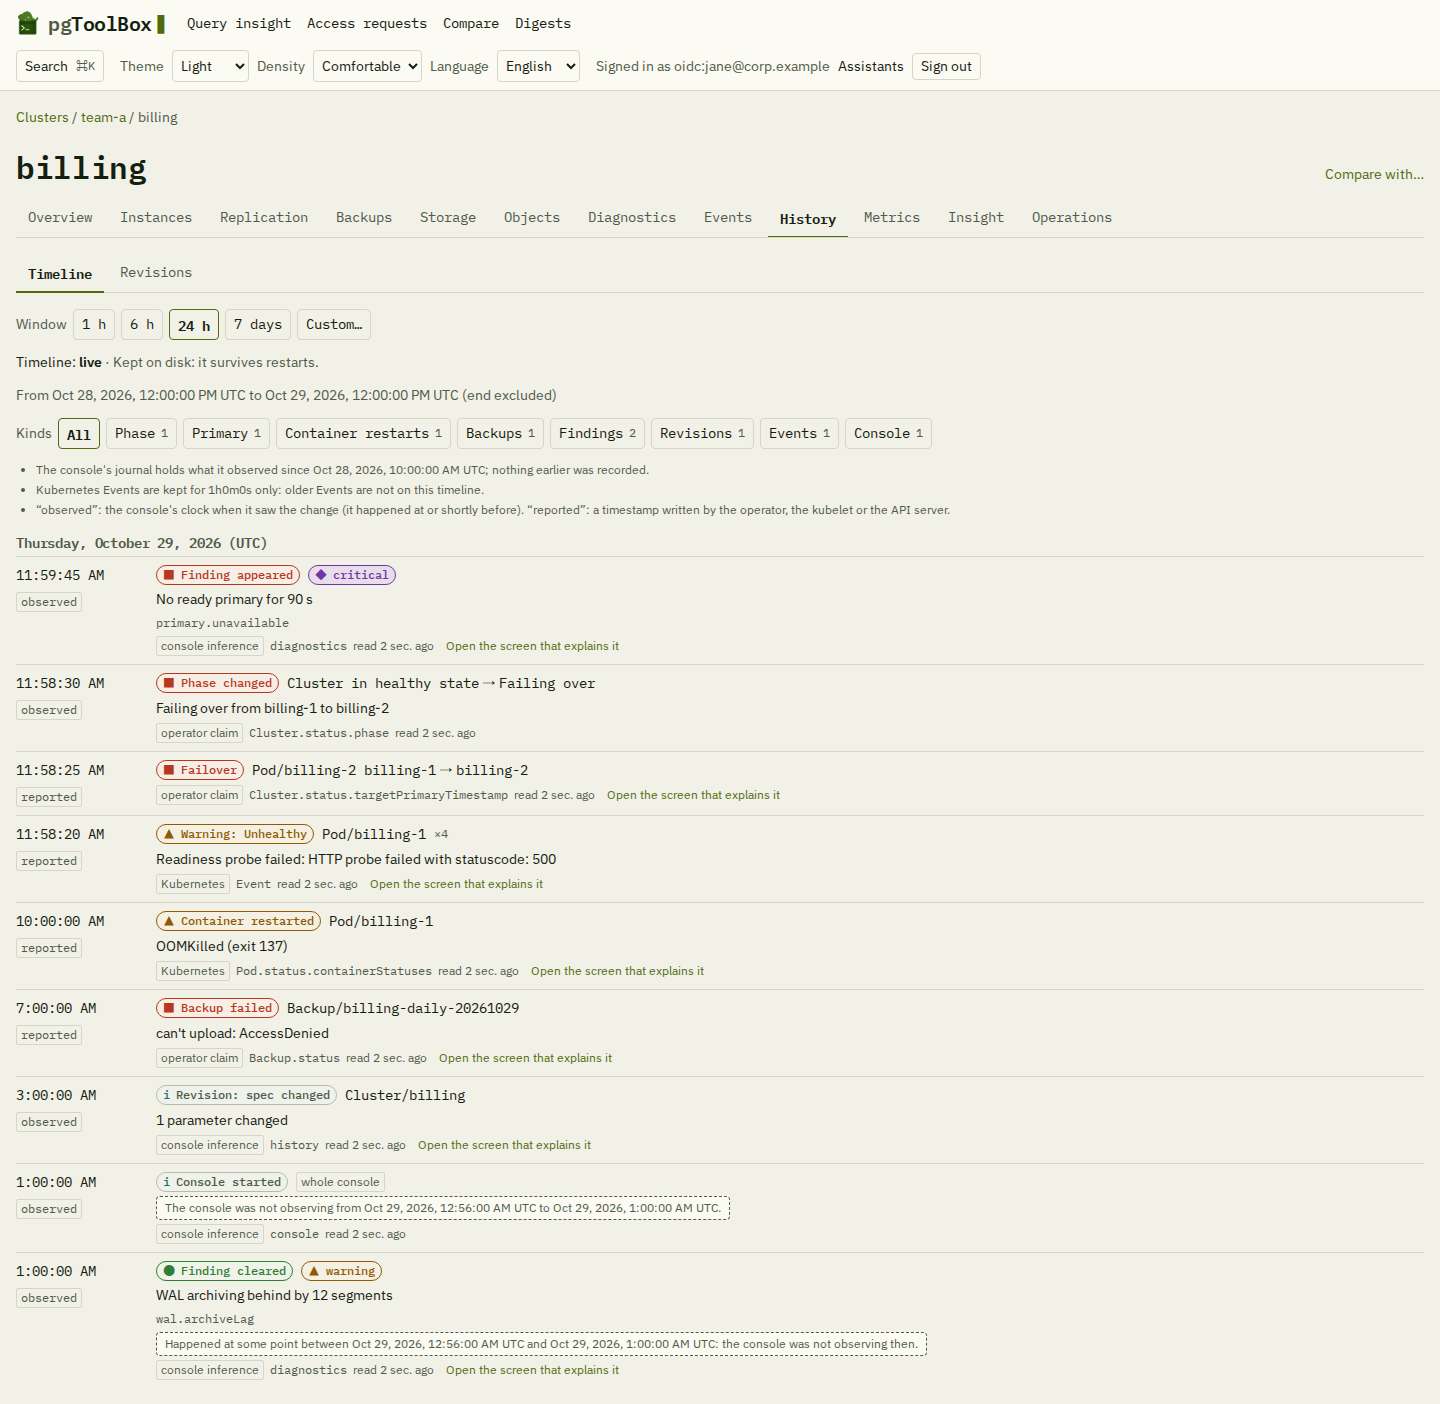 pgToolBox Query insight Access requests Compare Digests
Search ⌘K Theme Light Density Comfortable Language English Signed in as oidc:jane@corp.example Assistants Sign out
Clusters / team-a / billing
billing
Compare with…
Overview Instances Replication Backups Storage Objects Diagnostics Events History Metrics Insight Operations
Timeline Revisions
Window 1 h 6 h 24 h 7 days Custom…
Timeline: live · Kept on disk: it survives restarts.
From Oct 28, 2026, 12:00:00 PM UTC to Oct 29, 2026, 12:00:00 PM UTC (end excluded)
Kinds All Phase 1 Primary 1 Container restarts 1 Backups 1 Findings 2 Revisions 1 Events 1 Console 1
• The console's journal holds what it observed since Oct 28, 2026, 10:00:00 AM UTC; nothing earlier was recorded.
• Kubernetes Events are kept for 1h0m0s only: older Events are not on this timeline.
• “observed”: the console's clock when it saw the change (it happened at or shortly before). “reported”: a timestamp written by the operator, the kubelet or the API server.
Thursday, October 29, 2026 (UTC)
11:59:45 AM Finding appeared critical
observed No ready primary for 90 s
primary.unavailable
console inference diagnostics read 2 sec. ago Open the screen that explains it
11:58:30 AM Phase changed Cluster in healthy state → Failing over
observed Failing over from billing-1 to billing-2
operator claim Cluster.status.phase read 2 sec. ago
11:58:25 AM Failover Pod/billing-2 billing-1 → billing-2
reported operator claim Cluster.status.targetPrimaryTimestamp read 2 sec. ago Open the screen that explains it
11:58:20 AM Warning: Unhealthy Pod/billing-1 ×4
reported Readiness probe failed: HTTP probe failed with statuscode: 500
Kubernetes Event read 2 sec. ago Open the screen that explains it
10:00:00 AM Container restarted Pod/billing-1
reported OOMKilled (exit 137)
Kubernetes Pod.status.containerStatuses read 2 sec. ago Open the screen that explains it
7:00:00 AM Backup failed Backup/billing-daily-20261029
reported can't upload: AccessDenied
operator claim Backup.status read 2 sec. ago Open the screen that explains it
3:00:00 AM i Revision: spec changed Cluster/billing
observed 1 parameter changed
console inference history read 2 sec. ago Open the screen that explains it
1:00:00 AM i Console started whole console
observed The console was not observing from Oct 29, 2026, 12:56:00 AM UTC to Oct 29, 2026, 1:00:00 AM UTC.
console inference console read 2 sec. ago
1:00:00 AM Finding cleared warning
observed WAL archiving behind by 12 segments
wal.archiveLag
Happened at some point between Oct 29, 2026, 12:56:00 AM UTC and Oct 29, 2026, 1:00:00 AM UTC: the console was not observing then.
console inference diagnostics read 2 sec. ago Open the screen that explains it